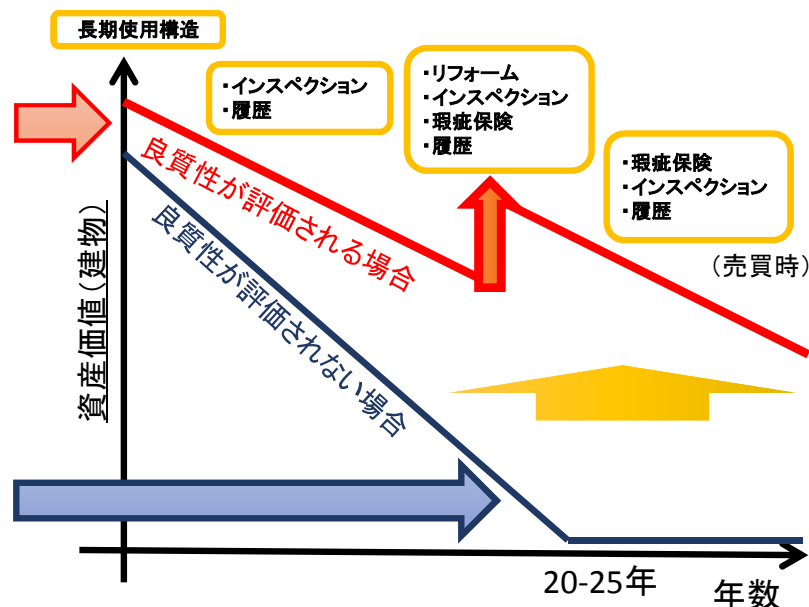 長期使用構造
・インスペクション
・履歴
・リフォーム
・インスペクション
・瑕疵保険
・履歴
・瑕疵保険
・インスペクション
・履歴
（売買時）
良質性が評価される場合
良質性が評価されない場合
資産価値（建物）
20-25年
年数